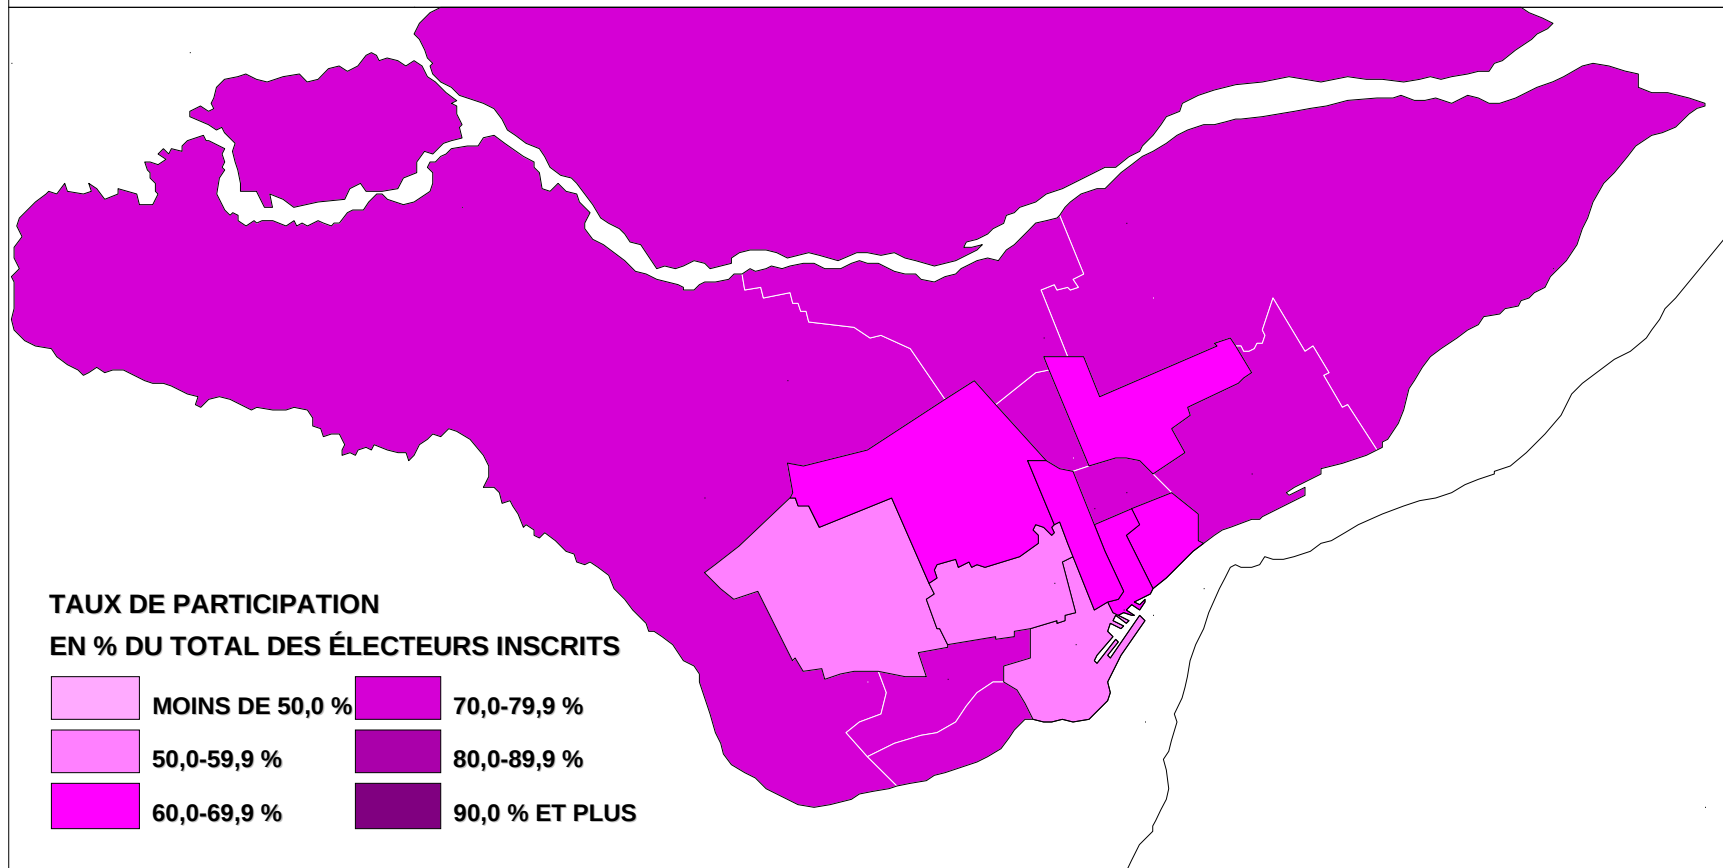 TAUX DE PARTICIPATION
EN % DU TOTAL DES ÉLECTEURS INSCRITS
MOINS DE 50,0 %
50,0-59,9 %
60,0-69,9 %
70,0-79,9 %
80,0-89,9 %
90,0 % ET PLUS